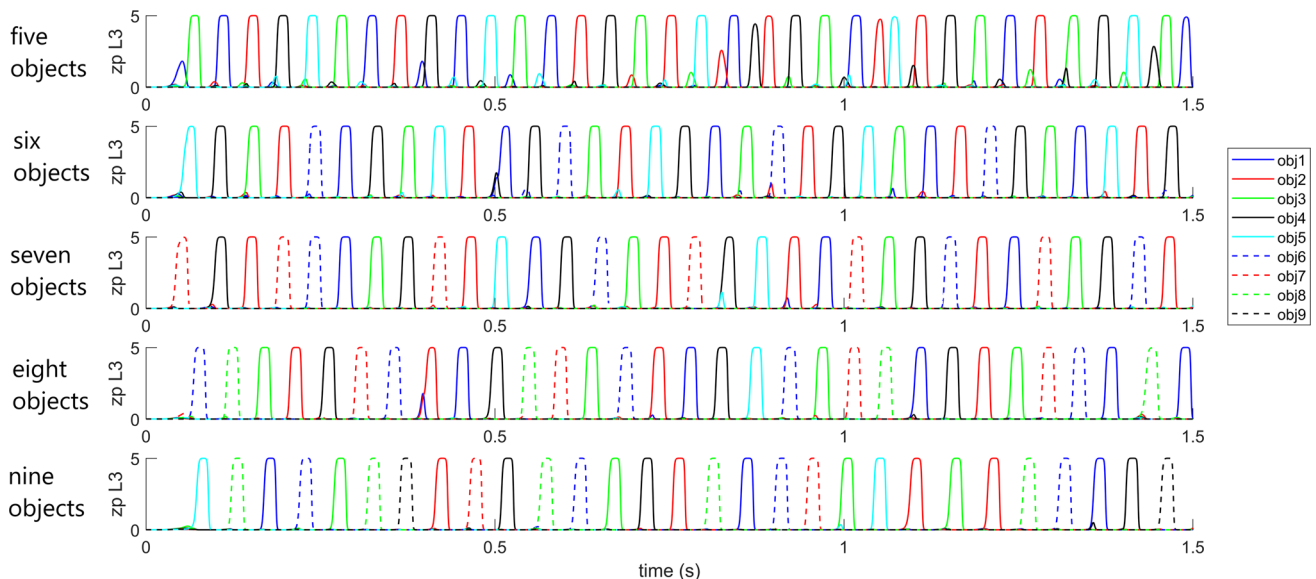 five
objects
zp L3
5
0
0
0.5
1
1.5
six
objects
zp L3
5
0
0
0.5
1
1.5
seven
objects
zp L3
5
0
0
0.5
1
1.5
eight
objects
zp L3
5
0
0
0.5
1
1.5
nine
objects
zp L3
5
0
0
0.5
1
1.5
time (s)
obj1
obj2
obj3
obj4
obj5
obj6
obj7
obj8
obj9